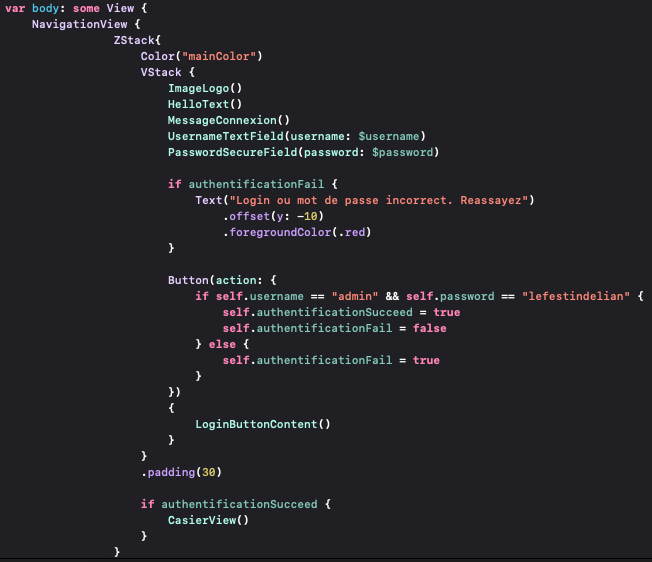 var body: some View {
    NavigationView {
                ZStack{
                    Color("mainColor")
                    VStack {
                        ImageLogo()
                        HelloText()
                        MessageConnexion()
                        UsernameTextField(username: $username)
                        PasswordSecureField(password: $password)

                        if authentificationFail {
                            Text("Login ou mot de passe incorrect. Reassayez")
                                .offset(y: -10)
                                .foregroundColor(.red)
                        }

                        Button(action: {
                            if self.username == "admin" && self.password == "lefestindelian" {
                                self.authentificationSucceed = true
                                self.authentificationFail = false
                            } else {
                                self.authentificationFail = true
                            }
                        })
                        {
                            LoginButtonContent()
                        }
                    }
                    .padding(30)

                    if authentificationSucceed {
                        CasierView()
                    }
                }